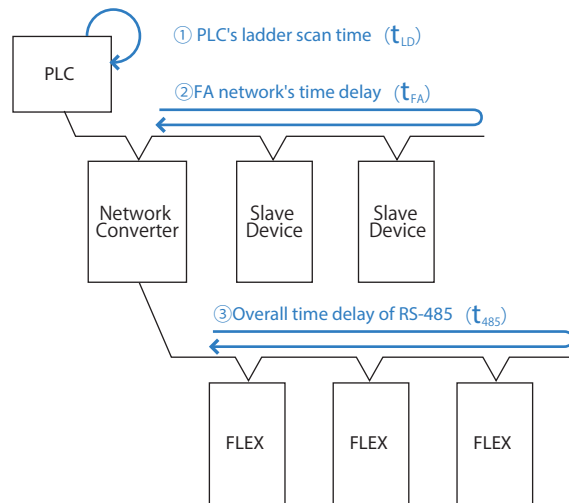 ① PLC's ladder scan time （tLD）
PLC
②FA network's time delay （tFA）
Network
Converter
Slave
Device
Slave
Device
③Overall time delay of RS-485 （t485）
FLEX
FLEX
FLEX